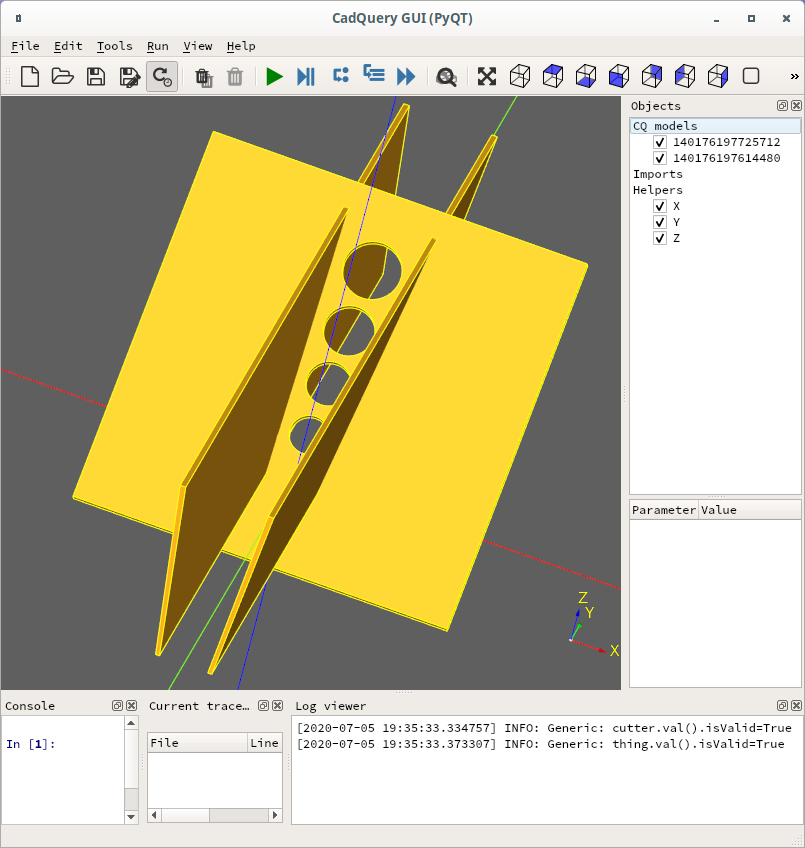 CadQuery GUI (PyQT)
File Edit Tools Run View Help
»
Objects
CQ models
140176197725712
140176197614480
Imports
Helpers
X
Y
Z
Parameter Value
Z
Y
X
Console
In [1]:
Current trace…
File Line
Log viewer
[2020-07-05 19:35:33.334757] INFO: Generic: cutter.val().isValid=True
[2020-07-05 19:35:33.373307] INFO: Generic: thing.val().isValid=True